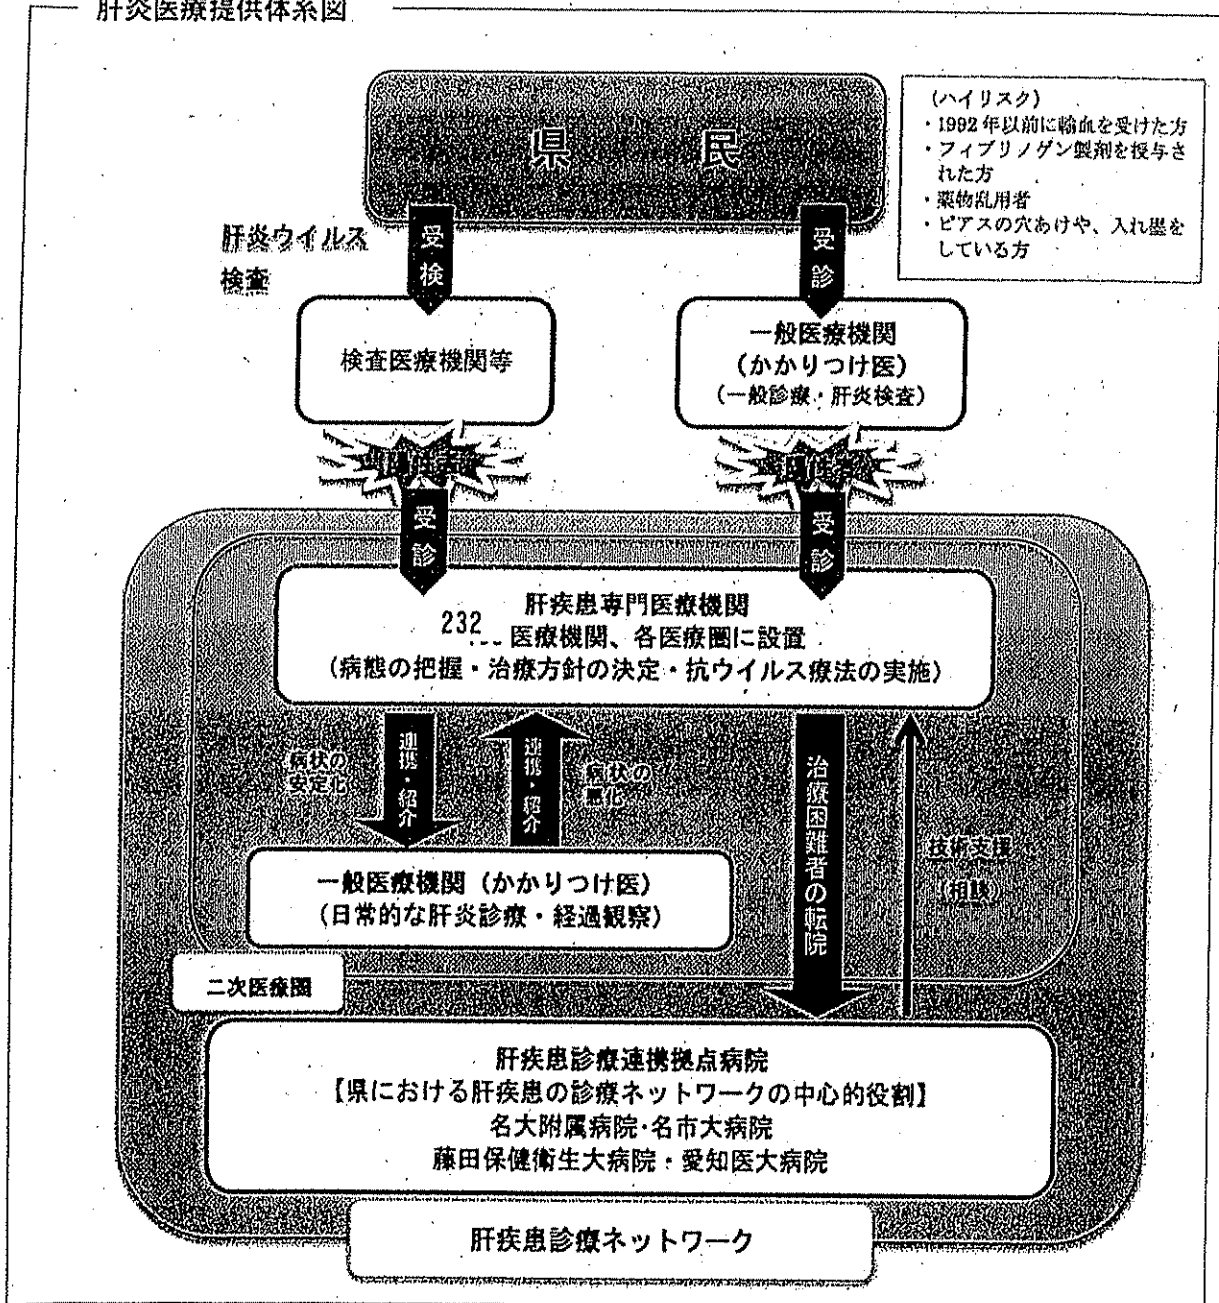 肝炎医療提供体系図
県　民
(ハイリスク)
・1992年以前に輸血を受けた方
・フィブリノゲン製剤を投与さ
れた方
・薬物乱用者
・ピアスの穴あけや、入れ墨を
している方
肝炎ウイルス
検査
受検
受診
検査医療機関等
一般医療機関
(かかりつけ医)
(一般診療・肝炎検査)
受診
受診
肝疾患専門医療機関
232 医療機関、各医療圏に設置
(病態の把握・治療方針の決定・抗ウイルス療法の実施)
病状の
安定化
連携・紹介
連携・紹介
病状の
悪化
治療困難者の転院
技術支援
(相談)
一般医療機関 (かかりつけ医)
(日常的な肝炎診療・経過観察)
二次医療圏
肝疾患診療連携拠点病院
【県における肝疾患の診療ネットワークの中心的役割】
名大附属病院・名市大病院
藤田保健衛生大病院・愛知医大病院
肝疾患診療ネットワーク